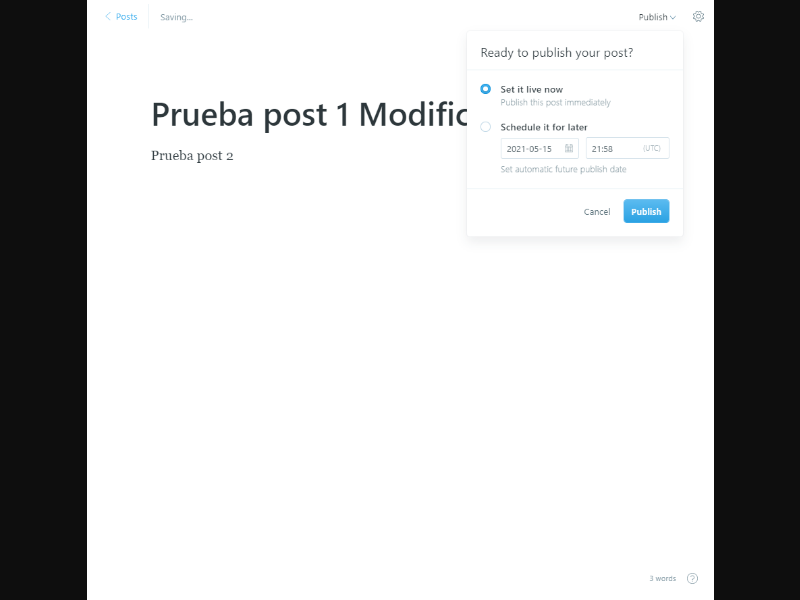 Posts
Saving...
Publish
Ready to publish your post?
Set it live now
Publish this post immediately
Schedule it for later
2021-05-15
21:58
(UTC)
Set automatic future publish date
Cancel
Publish
Prueba post 1 Modific
Prueba post 2
3 words
?